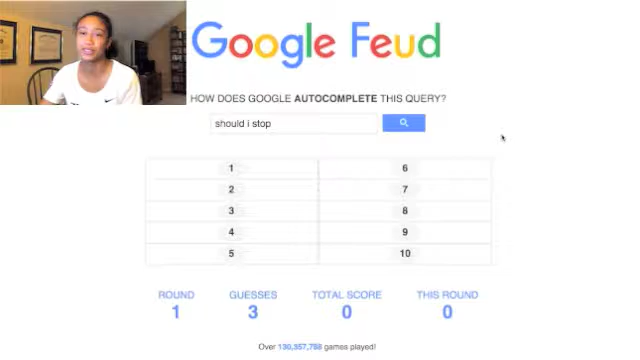 Google Feud
HOW DOES GOOGLE AUTOCOMPLETE THIS QUERY?
should i stop
1 6
2 7
3 8
4 9
5 10
ROUND GUESSES TOTAL SCORE THIS ROUND
1 3 0 0
Over 130,357,788 games played!